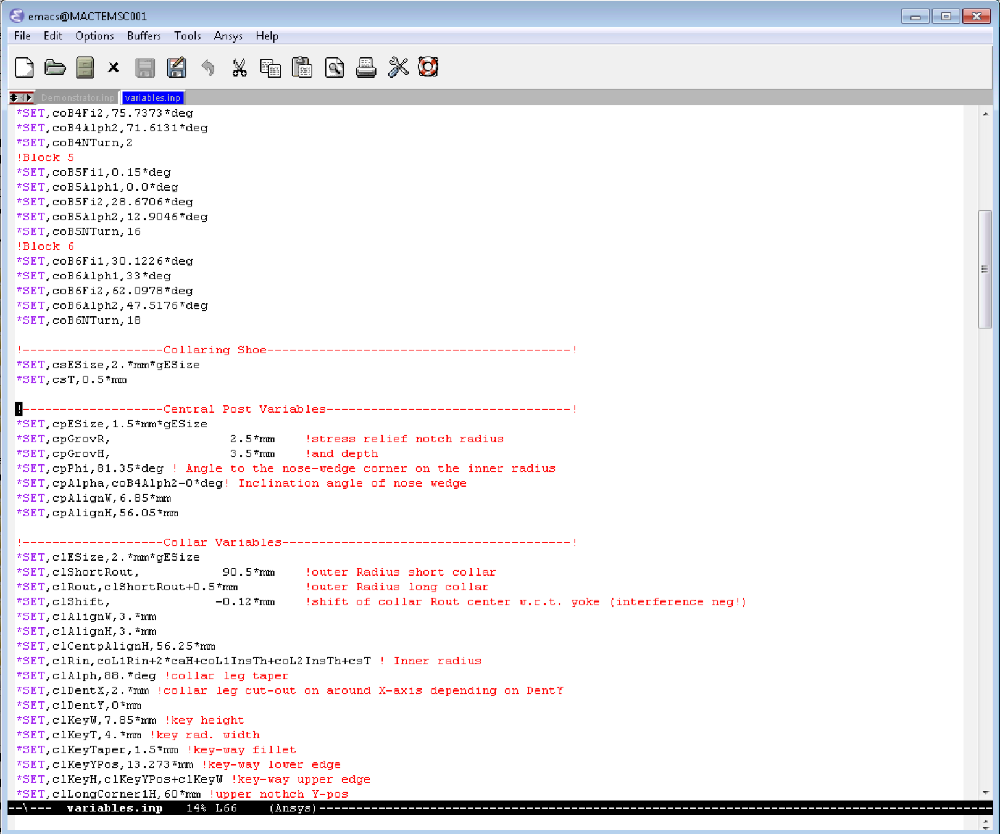 emacs@MACTEMSC001
File Edit Options Buffers Tools Ansys Help
Demonstrator.inp variables.inp
*SET,coB4Fi2,75.7373*deg
*SET,coB4Alph2,71.6131*deg
*SET,coB4NTurn,2
!Block 5
*SET,coB5Fi1,0.15*deg
*SET,coB5Alph1,0.0*deg
*SET,coB5Fi2,28.6706*deg
*SET,coB5Alph2,12.9046*deg
*SET,coB5NTurn,16
!Block 6
*SET,coB6Fi1,30.1226*deg
*SET,coB6Alph1,33*deg
*SET,coB6Fi2,62.0978*deg
*SET,coB6Alph2,47.5176*deg
*SET,coB6NTurn,18
!-------------------Collaring Shoe-----------------------------------------!
*SET,csESize,2.*mm*gESize
*SET,csT,0.5*mm
!-------------------Central Post Variables---------------------------------!
*SET,cpESize,1.5*mm*gESize
*SET,cpGrovR, 2.5*mm !stress relief notch radius
*SET,cpGrovH, 3.5*mm !and depth
*SET,cpPhi,81.35*deg ! Angle to the nose-wedge corner on the inner radius
*SET,cpAlpha,coB4Alph2-0*deg! Inclination angle of nose wedge
*SET,cpAlignW,6.85*mm
*SET,cpAlignH,56.05*mm
!-------------------Collar Variables---------------------------------------!
*SET,clESize,2.*mm*gESize
*SET,clShortRout, 90.5*mm !outer Radius short collar
*SET,clRout,clShortRout+0.5*mm !outer Radius long collar
*SET,clShift, -0.12*mm !shift of collar Rout center w.r.t. yoke (interference neg!)
*SET,clAlignW,3.*mm
*SET,clAlignH,3.*mm
*SET,clCentpAlignH,56.25*mm
*SET,clRin,coL1Rin+2*caH+coL1InsTh+coL2InsTh+csT ! Inner radius
*SET,clAlph,88.*deg !collar leg taper
*SET,clDentX,2.*mm !collar leg cut-out on around X-axis depending on DentY
*SET,clDentY,0*mm
*SET,clKeyW,7.85*mm !key height
*SET,clKeyT,4.*mm !key rad. width
*SET,clKeyTaper,1.5*mm !key-way fillet
*SET,clKeyYPos,13.273*mm !key-way lower edge
*SET,clKeyH,clKeyYPos+clKeyW !key-way upper edge
*SET,clLongCorner1H,60*mm !upper nothch Y-pos
--\--- variables.inp 14% L66 (Ansys)-------------------------------------------------------------------------------------------